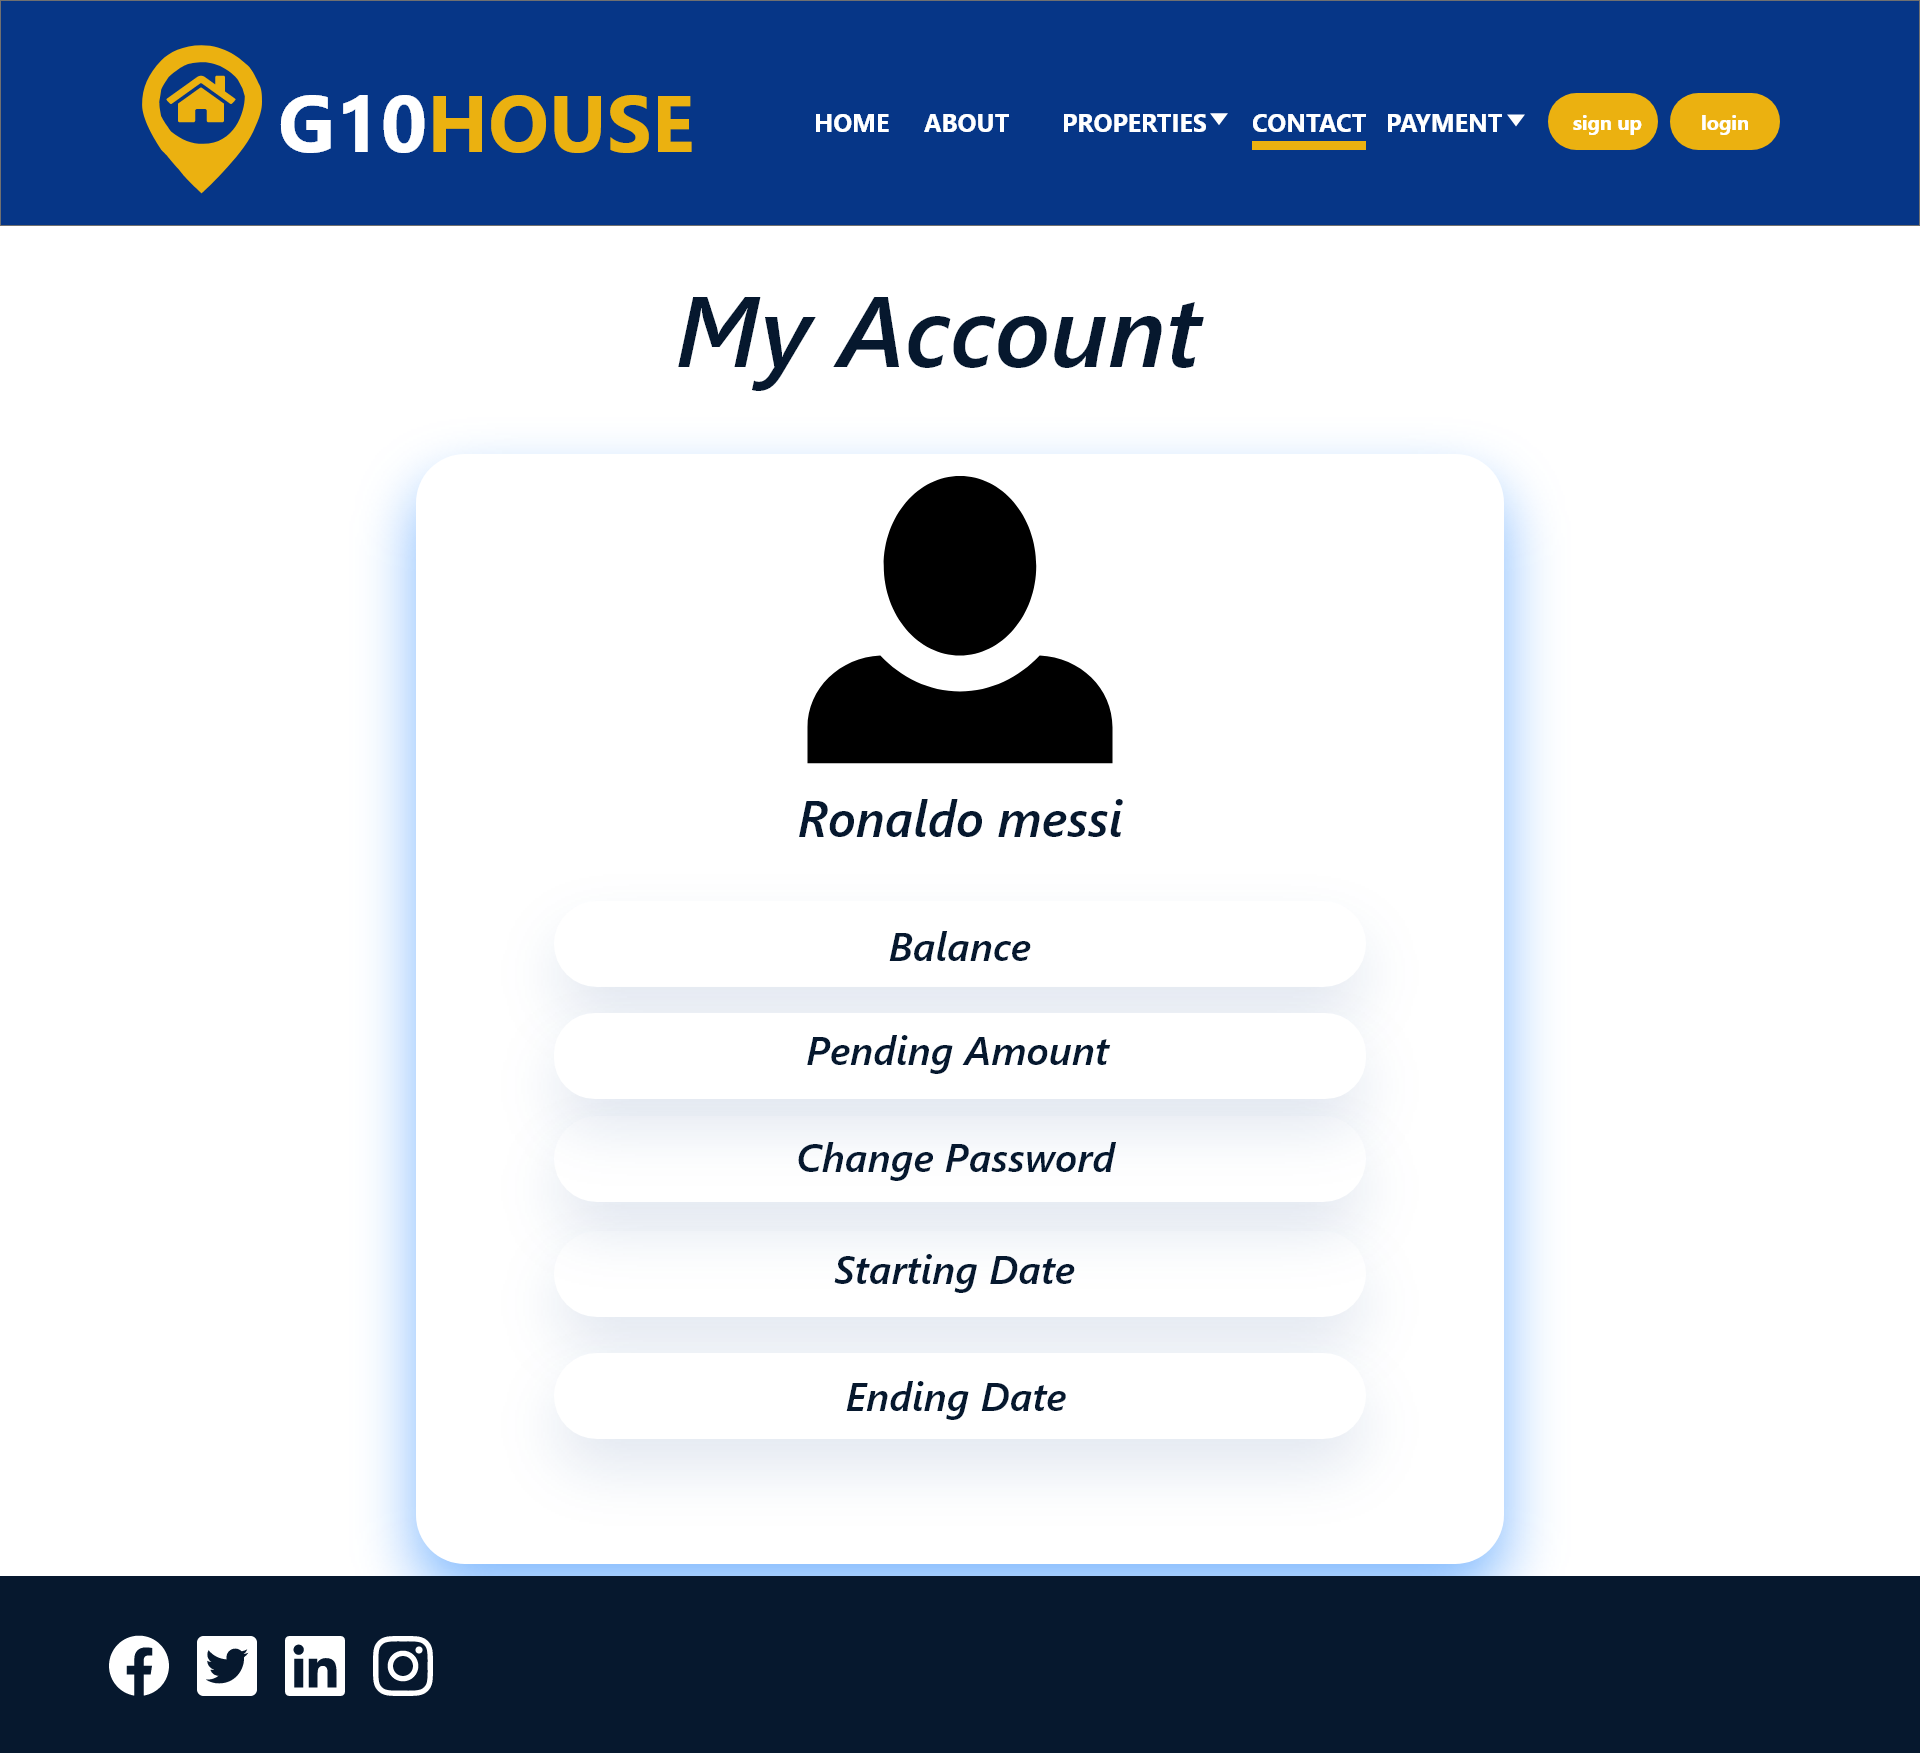 G10HOUSE
HOME ABOUT PROPERTIES CONTACT PAYMENT sign up login
My Account
Ronaldo messi
Balance
Pending Amount
Change Password
Starting Date
Ending Date